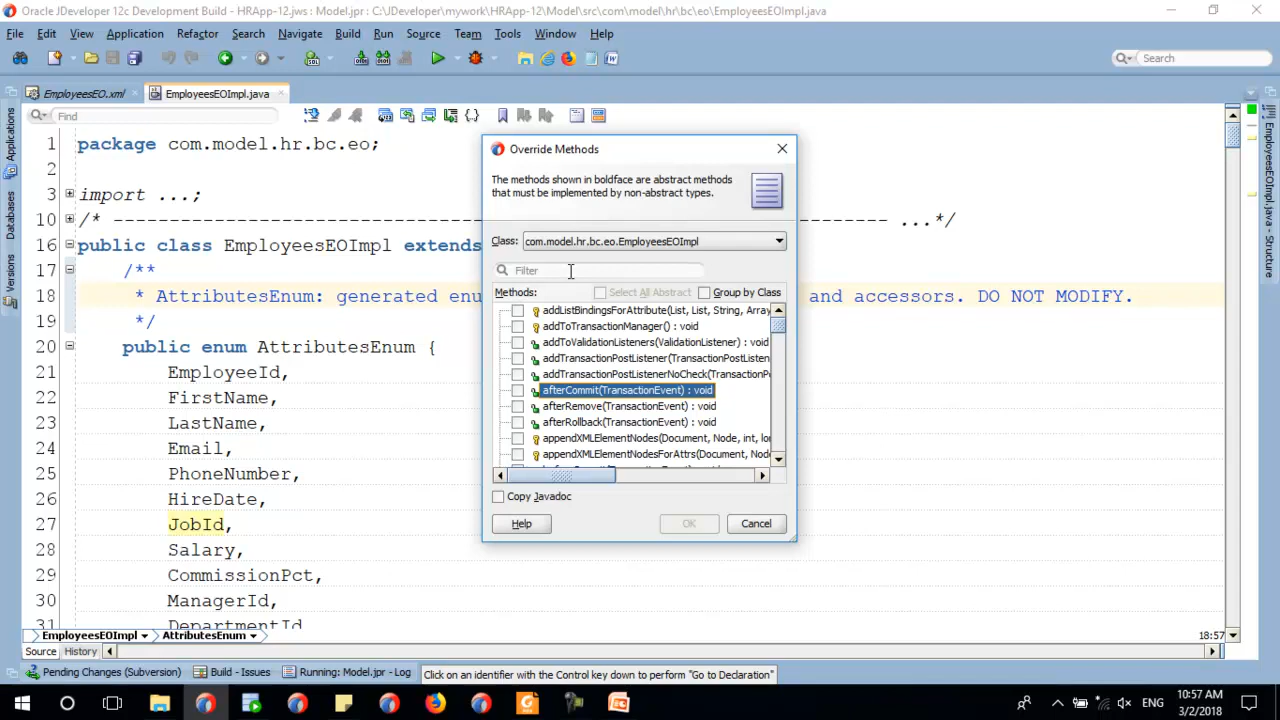 Oracle JDeveloper 12c Development Build - HRApp-12.jws : Model.jpr : C:\JDeveloper\mywork\HRApp-12\Model\src\com\model\hr\bc\eo\EmployeesEOImpl.java
File Edit View Application Refactor Search Navigate Build Run Source Team Tools Window Help
Search
EmployeesEO.xml
EmployeesEOImpl.java
Find
Applications
Databases
Versions
EmployeesEOImpl.java - Structure
1 package com.model.hr.bc.eo;
2
3 import ...;
10 /* ---------------------------------------------------------------------- ...*/
16 public class EmployeesEOImpl extends
17 /**
18 * AttributesEnum: generated enu and accessors. DO NOT MODIFY.
19 */
20 public enum AttributesEnum {
21 EmployeeId,
22 FirstName,
23 LastName,
24 Email,
25 PhoneNumber,
26 HireDate,
27 JobId,
28 Salary,
29 CommissionPct,
30 ManagerId,
DepartmentId
Override Methods
The methods shown in boldface are abstract methods
that must be implemented by non-abstract types.
Class: com.model.hr.bc.eo.EmployeesEOImpl
Filter
Methods: Select All Abstract Group by Class
addListBindingsForAttribute(List, List, String, Array
addToTransactionManager() : void
addToValidationListeners(ValidationListener) : void
addTransactionPostListener(TransactionPostListen
addTransactionPostListenerNoCheck(TransactionPo
afterCommit(TransactionEvent) : void
afterRemove(TransactionEvent) : void
afterRollback(TransactionEvent) : void
appendXMLElementNodes(Document, Node, int, lon
appendXMLElementNodesForAttrs(Document, Node
Copy Javadoc
Help OK Cancel
EmployeesEOImpl AttributesEnum
18:57
Source History
Pending Changes (Subversion) Build - Issues Running: Model.jpr - Log Click on an identifier with the Control key down to perform "Go to Declaration"
ENG
10:57 AM
3/2/2018